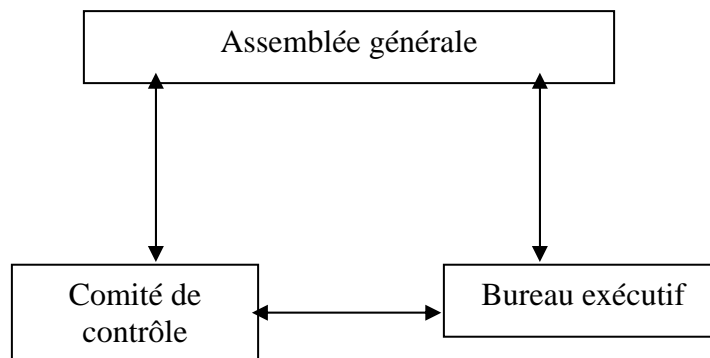 Assemblée générale
Comité de
contrôle
Bureau exécutif